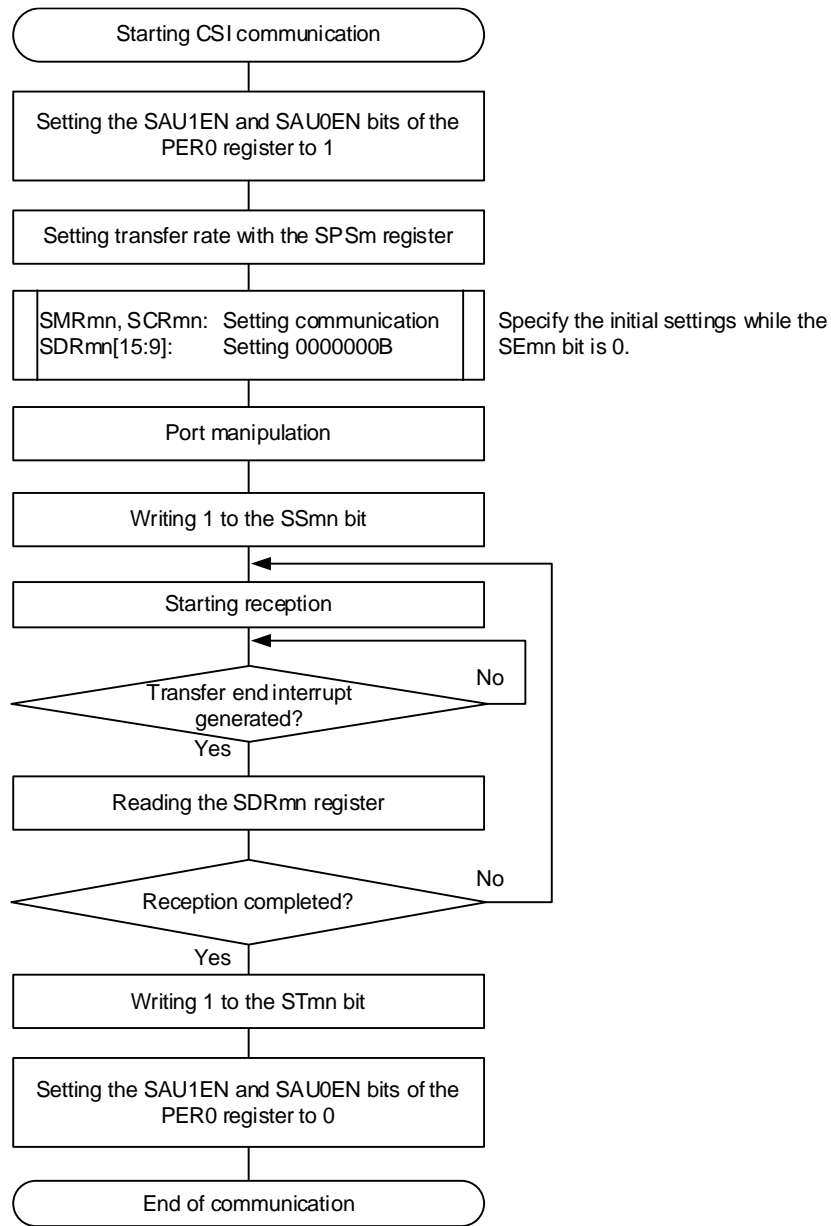 Starting CSI communication
Setting the SAU1EN and SAU0EN bits of the
PER0 register to 1
Setting transfer rate with the SPSm register
SMRmn, SCRmn: Setting communication
SDRmn[15:9]: Setting 0000000B
Specify the initial settings while the
SEmn bit is 0.
Port manipulation
Writing 1 to the SSmn bit
Starting reception
No
Transfer end interrupt
generated?
Yes
Reading the SDRmn register
No
Reception completed?
Yes
Writing 1 to the STmn bit
Setting the SAU1EN and SAU0EN bits of the
PER0 register to 0
End of communication